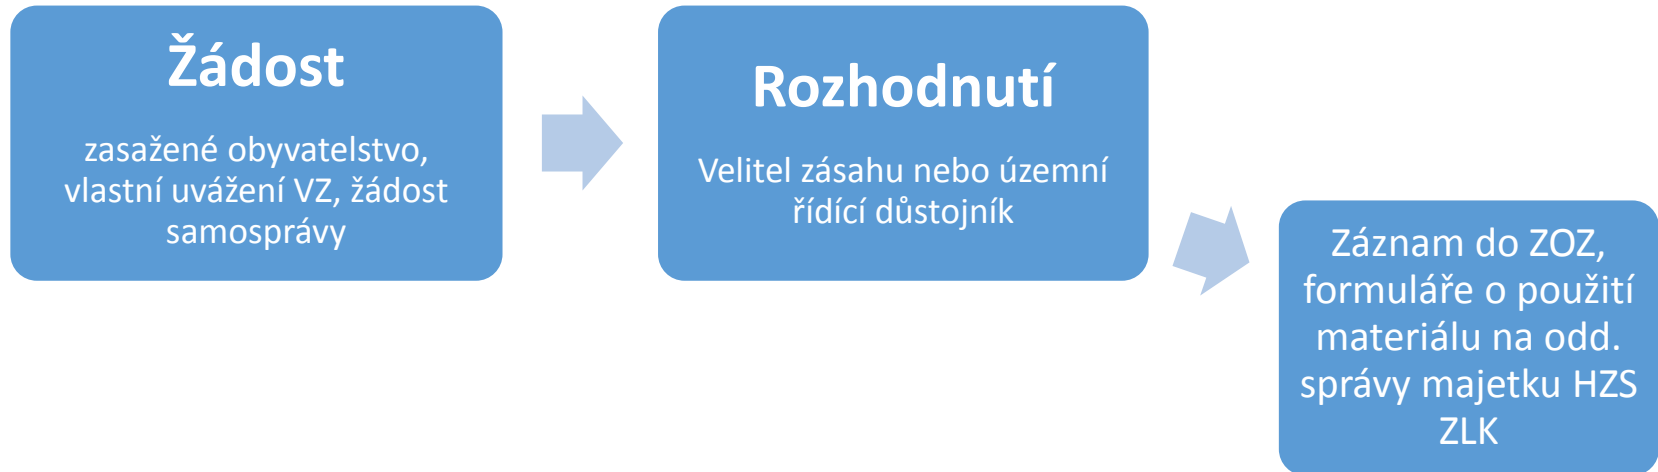 Žádost
zasažené obyvatelstvo,
vlastní uvážení VZ, žádost
samosprávy
Rozhodnutí
Velitel zásahu nebo územní
řídící důstojník
Záznam do ZOZ,
formuláře o použití
materiálu na odd.
správy majetku HZS
ZLK